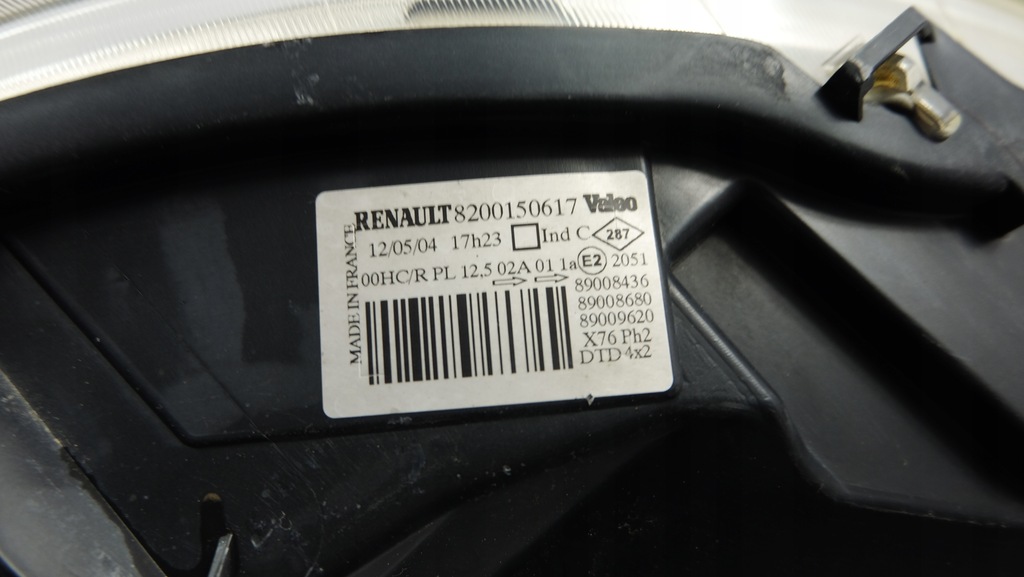 RENAULT 8200150617 Valeo
12/05/04 17h23 Ind C 287
00HC/R PL 12,5 02A 01 1a E2 2051
89008436
89008680
89009620
X76 Ph2
DTD 4x2
MADE IN FRANCE